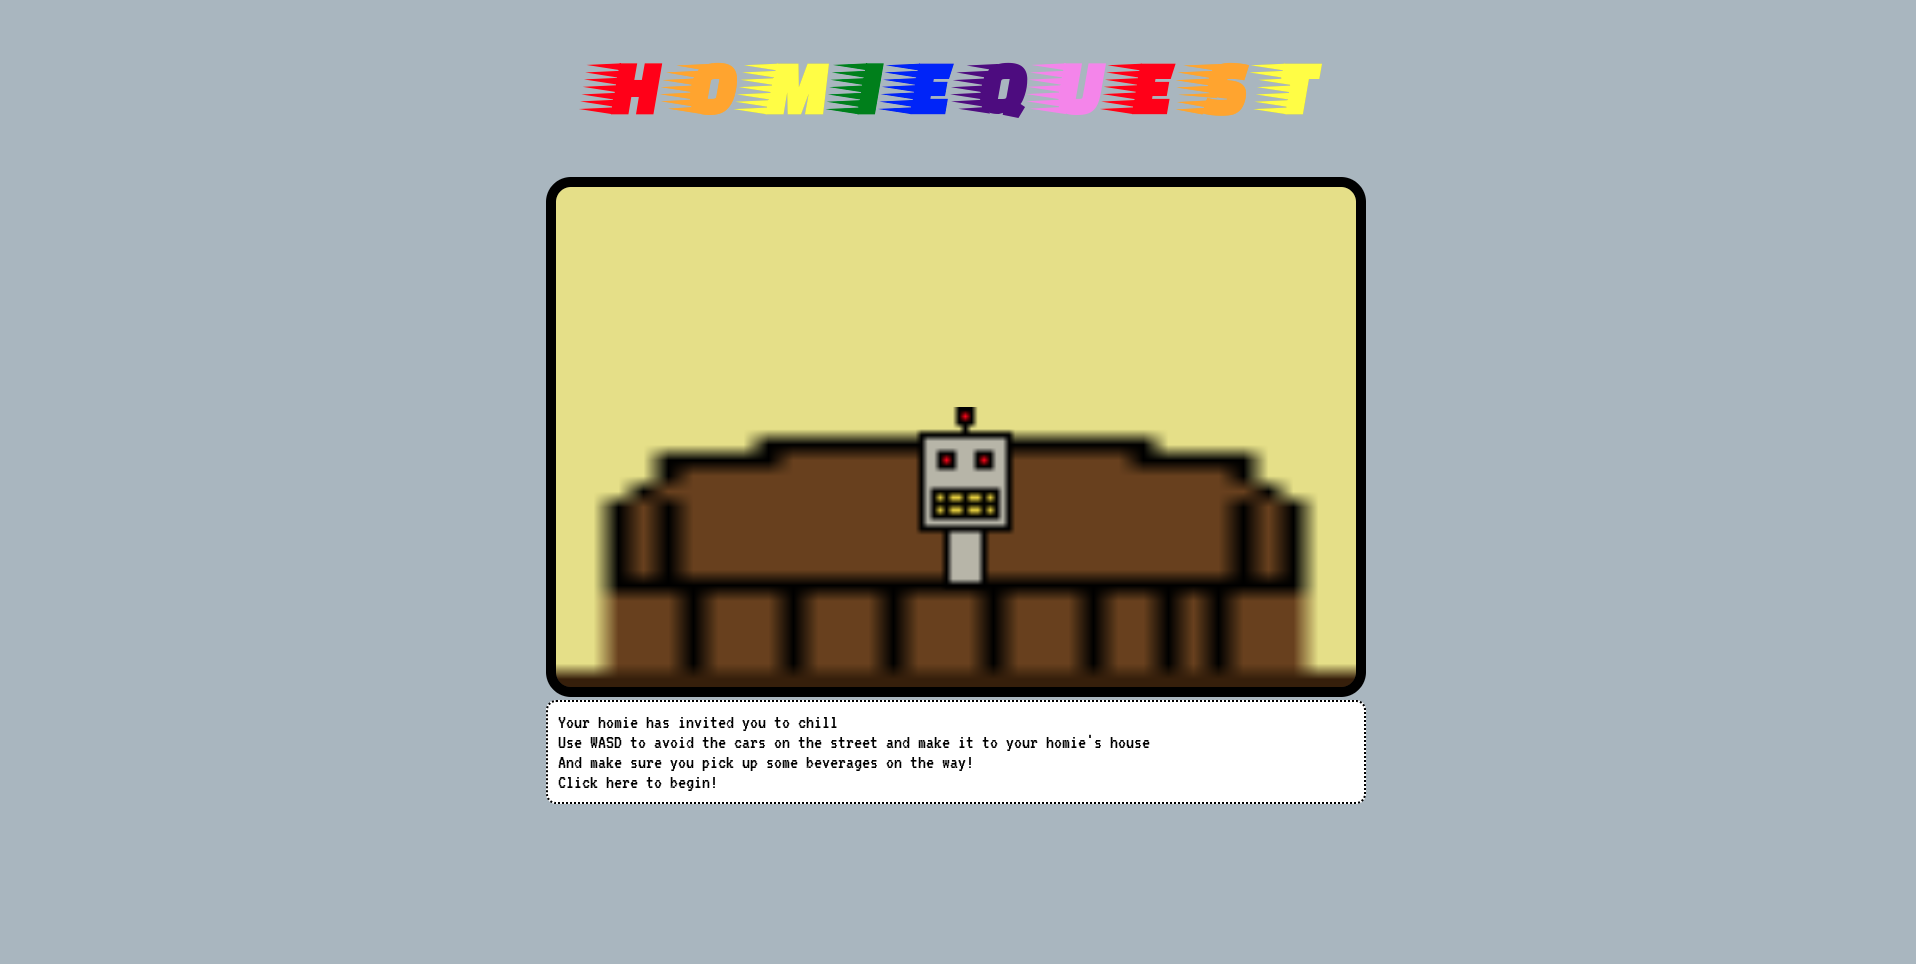 HOMIEQUEST
Your homie has invited you to chill
Use WASD to avoid the cars on the street and make it to your homie's house
And make sure you pick up some beverages on the way!
Click here to begin!